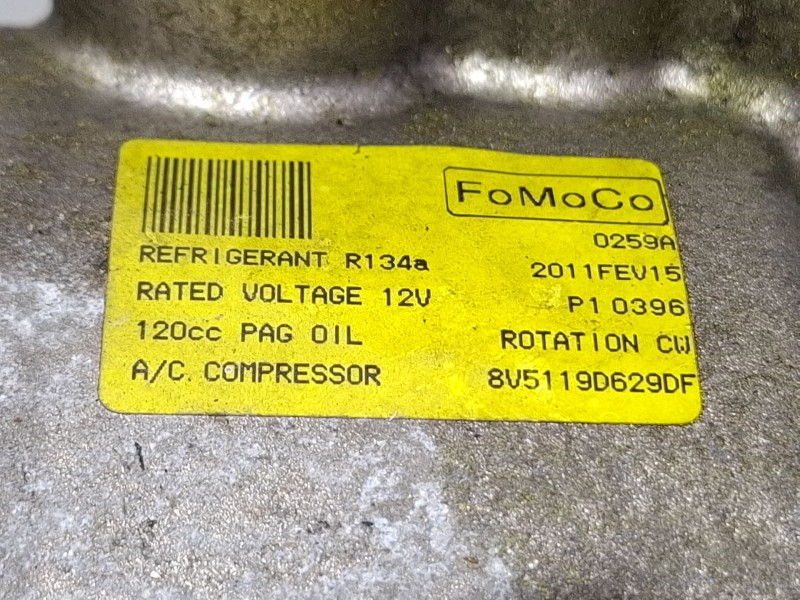 FoMoCo
0259A
REFRIGERANT R134a 2011FEV15
RATED VOLTAGE 12V P1 0396
120cc PAG OIL ROTATION CW
A/C COMPRESSOR 8V5119D629DF